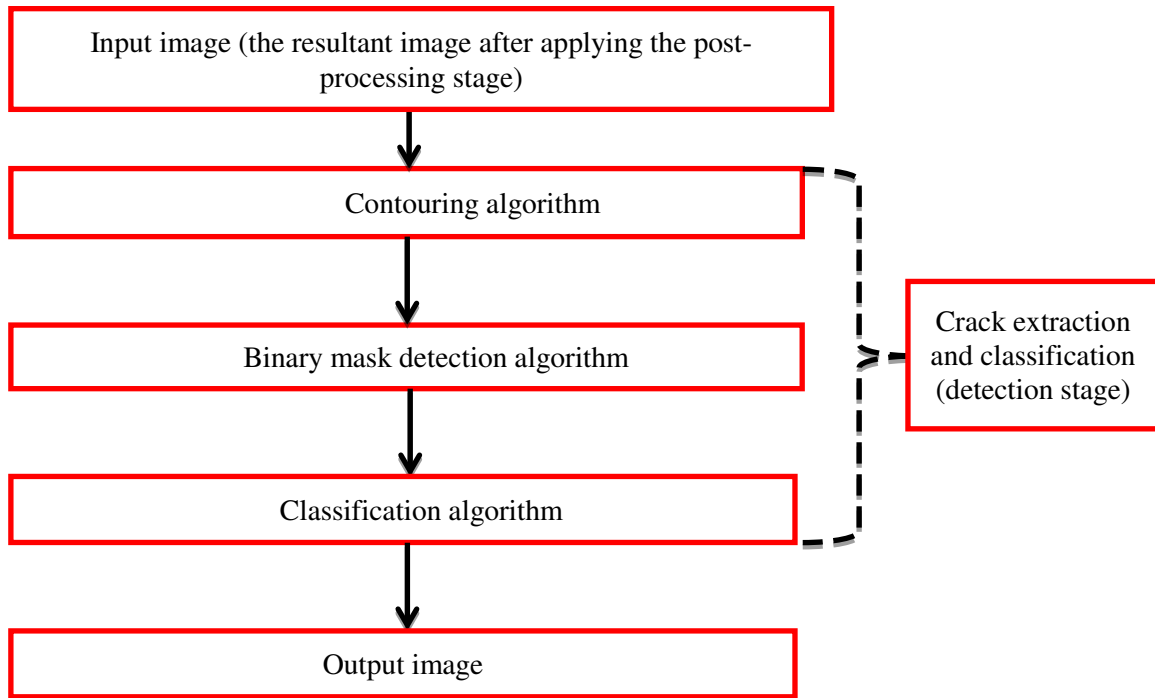 Input image (the resultant image after applying the post-
processing stage)
Contouring algorithm
Binary mask detection algorithm
Classification algorithm
Output image
Crack extraction
and classification
(detection stage)